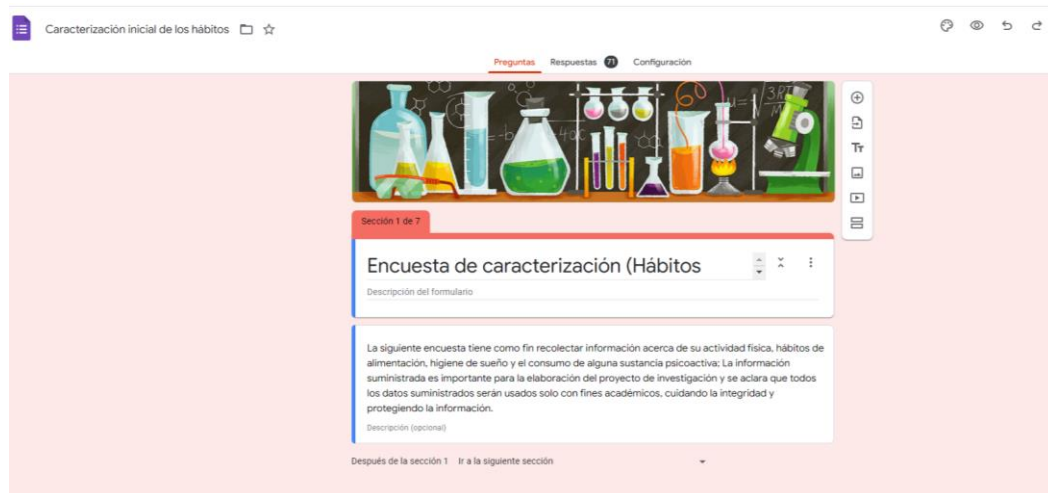 Caracterización inicial de los hábitos
Preguntas Respuestas 71 Configuración
3RT
M
μ=
=-b
-4ac
Tт
Sección 1 de 7
Encuesta de caracterización (Hábitos
Descripción del formulario
La siguiente encuesta tiene como fin recolectar información acerca de su actividad física, hábitos de
alimentación, higiene de sueño y el consumo de alguna sustancia psicoactiva; La información
suministrada es importante para la elaboración del proyecto de investigación y se aclara que todos
los datos suministrados serán usados solo con fines académicos, cuidando la integridad y
protegiendo la información.
Descripción (opcional)
Después de la sección 1 Ir a la siguiente sección